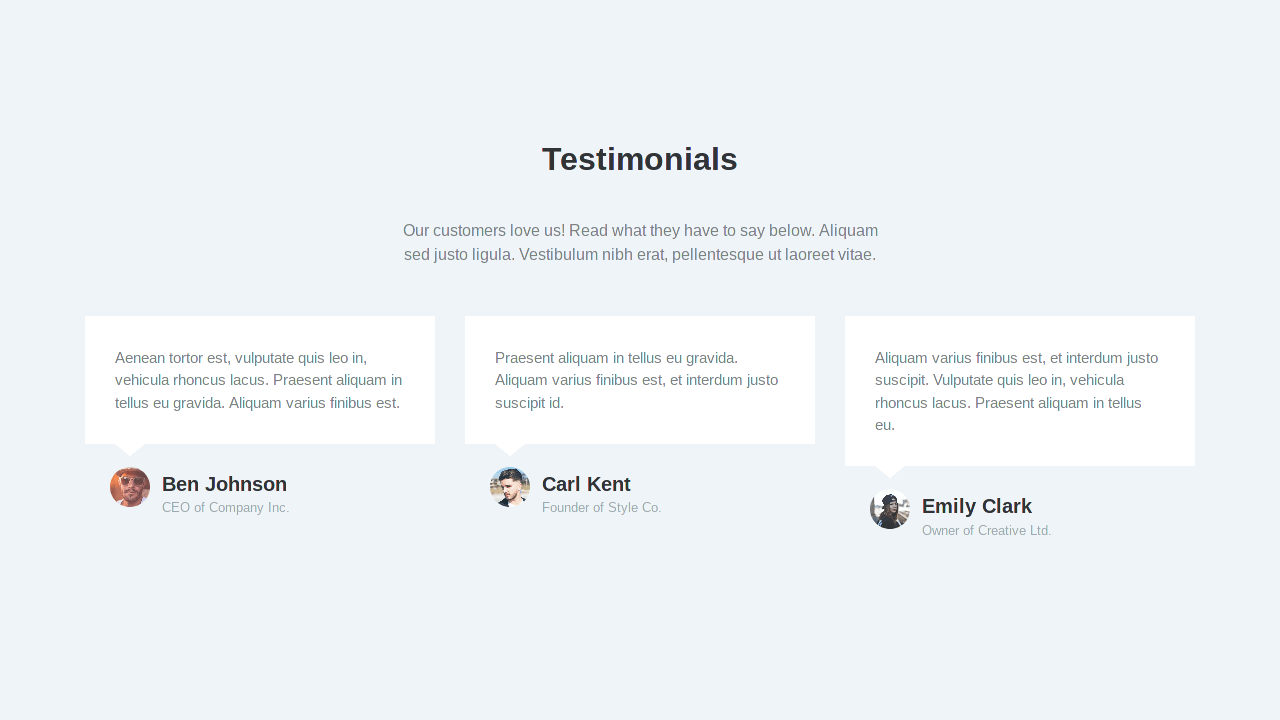 Testimonials
Our customers love us! Read what they have to say below. Aliquam
sed justo ligula. Vestibulum nibh erat, pellentesque ut laoreet vitae.
Aenean tortor est, vulputate quis leo in,
vehicula rhoncus lacus. Praesent aliquam in
tellus eu gravida. Aliquam varius finibus est.
Ben Johnson
CEO of Company Inc.
Praesent aliquam in tellus eu gravida.
Aliquam varius finibus est, et interdum justo
suscipit id.
Carl Kent
Founder of Style Co.
Aliquam varius finibus est, et interdum justo
suscipit. Vulputate quis leo in, vehicula
rhoncus lacus. Praesent aliquam in tellus
eu.
Emily Clark
Owner of Creative Ltd.